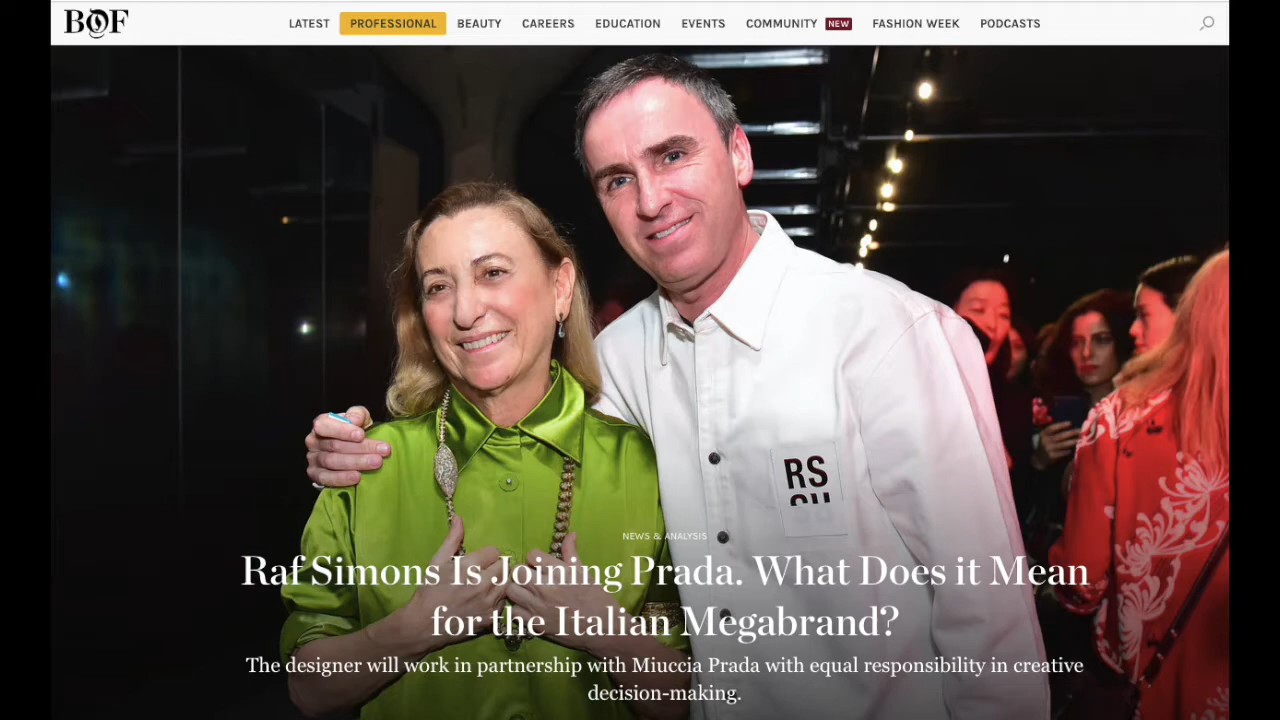 BOF
LATEST PROFESSIONAL BEAUTY CAREERS EDUCATION EVENTS COMMUNITY NEW FASHION WEEK PODCASTS
RS
NEWS & ANALYSIS
Raf Simons Is Joining Prada. What Does it Mean
for the Italian Megabrand?
The designer will work in partnership with Miuccia Prada with equal responsibility in creative
decision-making.